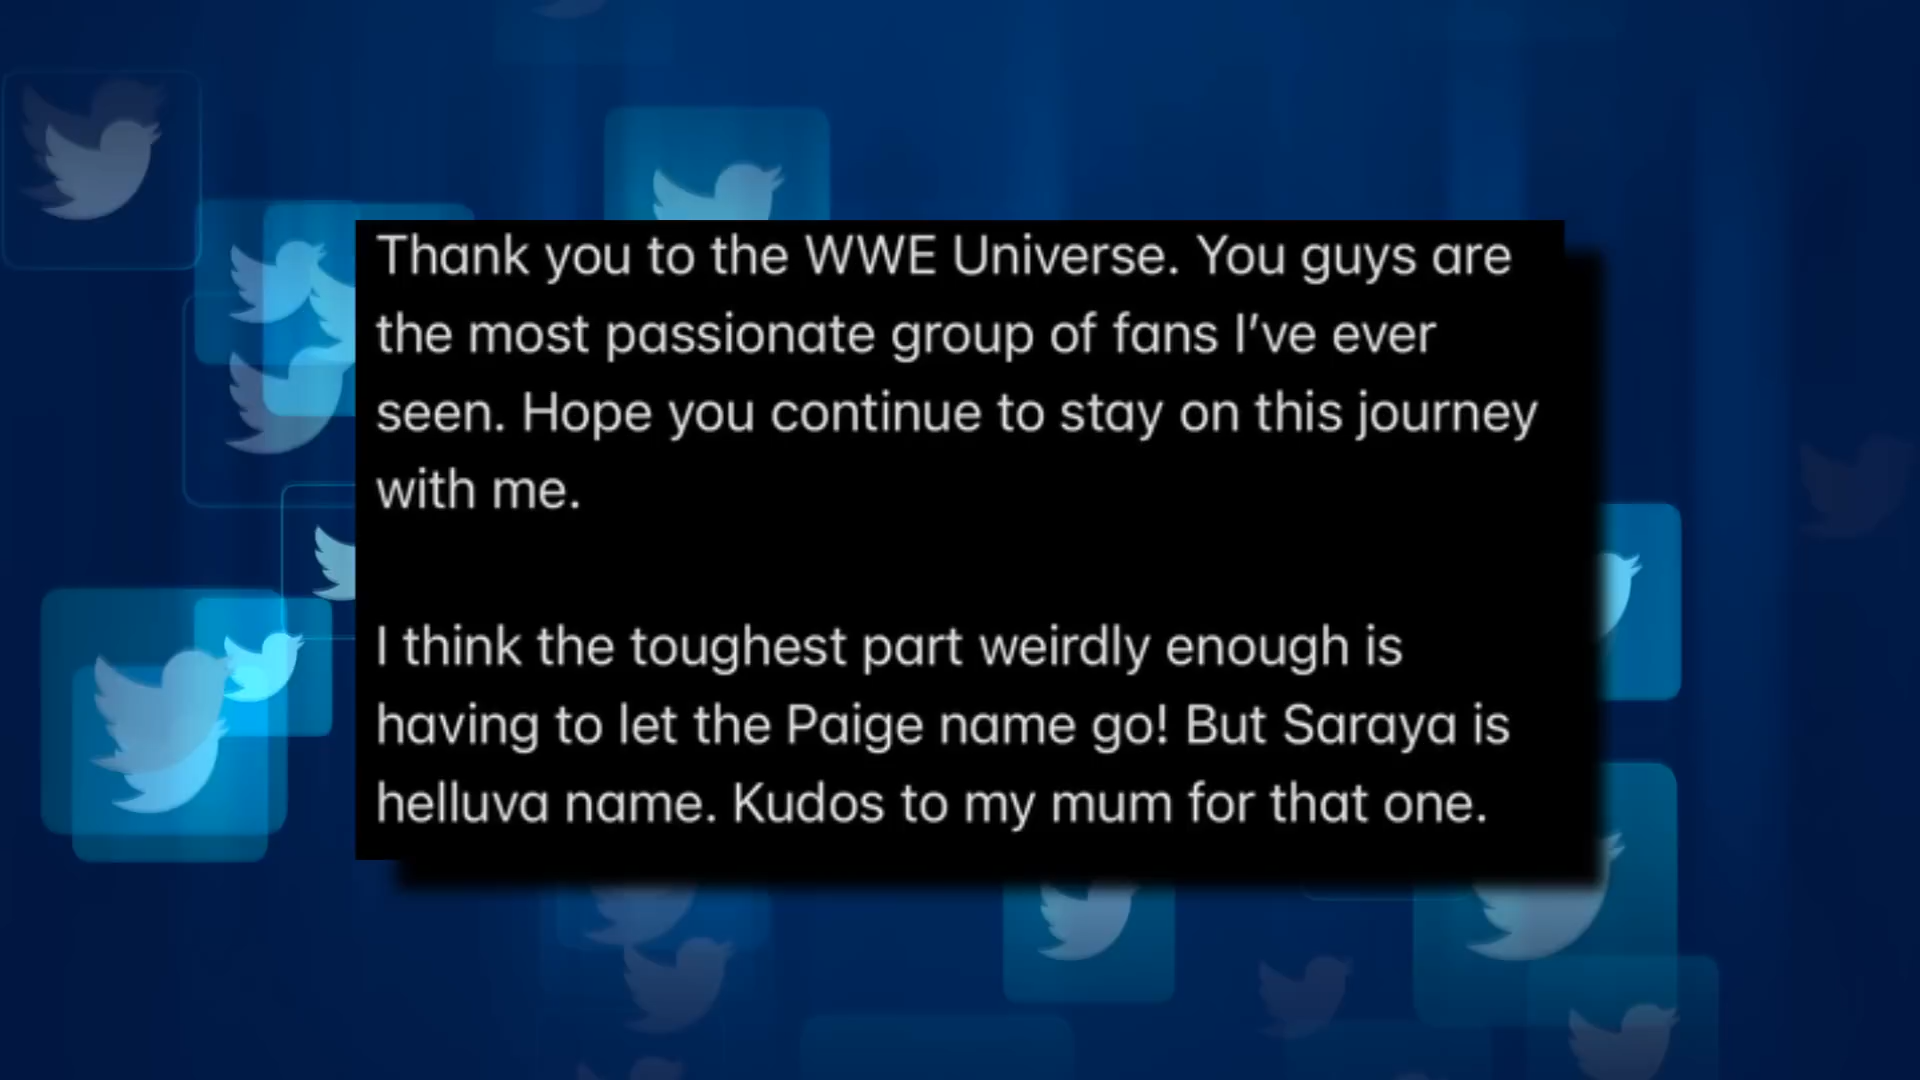 Thank you to the WWE Universe. You guys are
the most passionate group of fans I’ve ever
seen. Hope you continue to stay on this journey
with me.
I think the toughest part weirdly enough is
having to let the Paige name go! But Saraya is
helluva name. Kudos to my mum for that one.